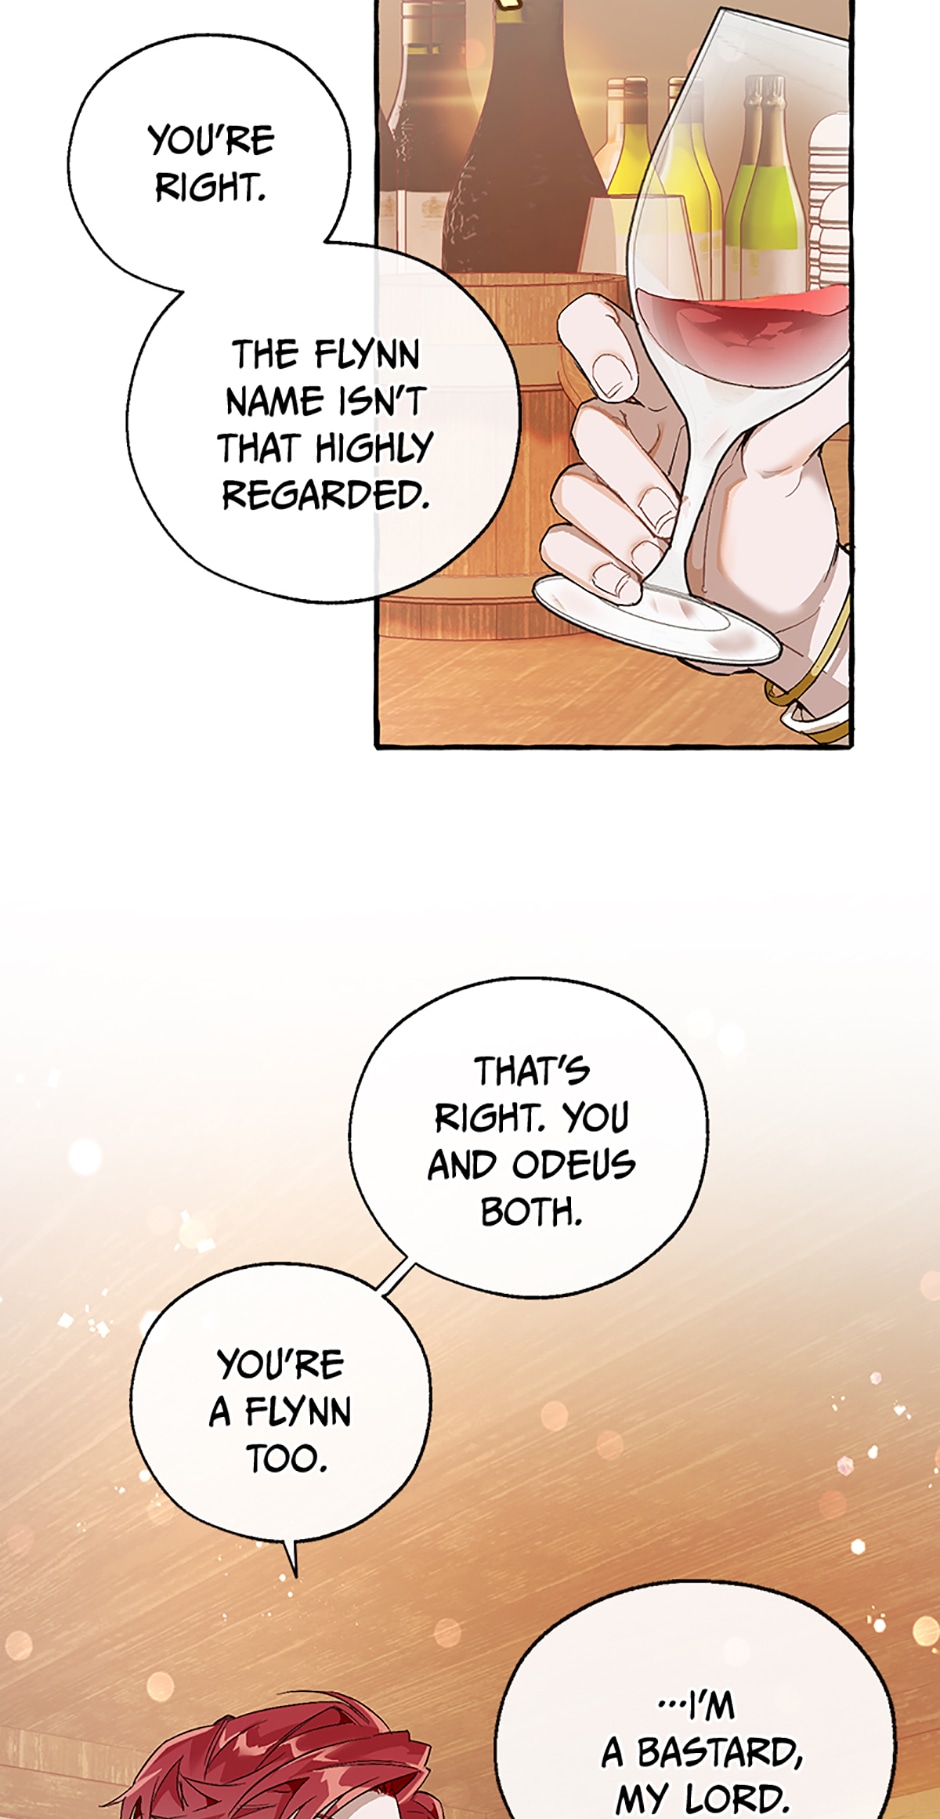 YOU'RE
RIGHT.
THE FLYNN
NAME ISN'T
THAT HIGHLY
REGARDED.
THAT'S
RIGHT. YOU
AND ODEUS
BOTH.
YOU'RE
A FLYNN
TOO.
...I'M
A BASTARD,
MY LORD.